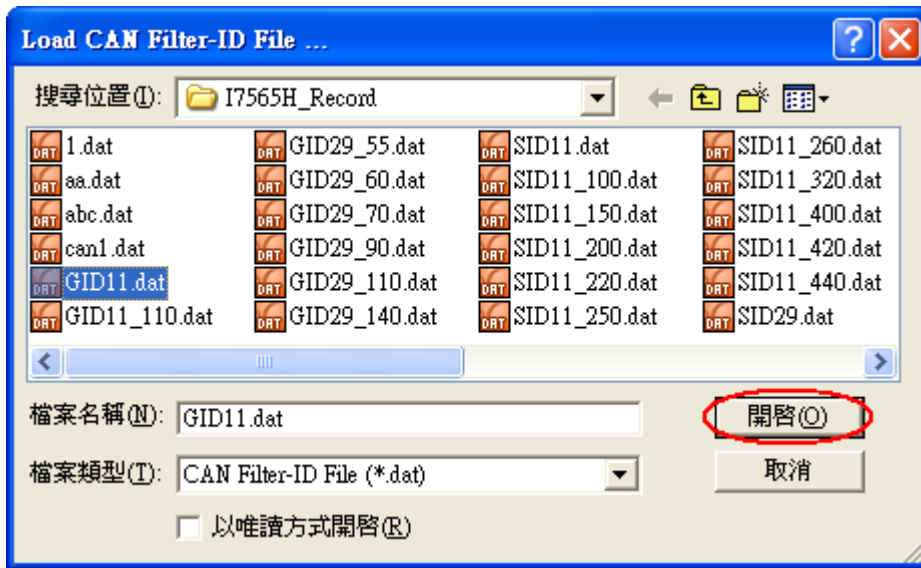 Load CAN Filter-ID File ...
搜尋位置(I): I7565H_Record
1.dat GID29_55.dat SID11.dat SID11_260.dat
aa.dat GID29_60.dat SID11_100.dat SID11_320.dat
abc.dat GID29_70.dat SID11_150.dat SID11_400.dat
can1.dat GID29_90.dat SID11_200.dat SID11_420.dat
GID11.dat GID29_110.dat SID11_220.dat SID11_440.dat
GID11_110.dat GID29_140.dat SID11_250.dat SID29.dat
檔案名稱(N): GID11.dat 開啓(O)
檔案類型(T): CAN Filter-ID File (*.dat) 取消
以唯讀方式開啓(R)